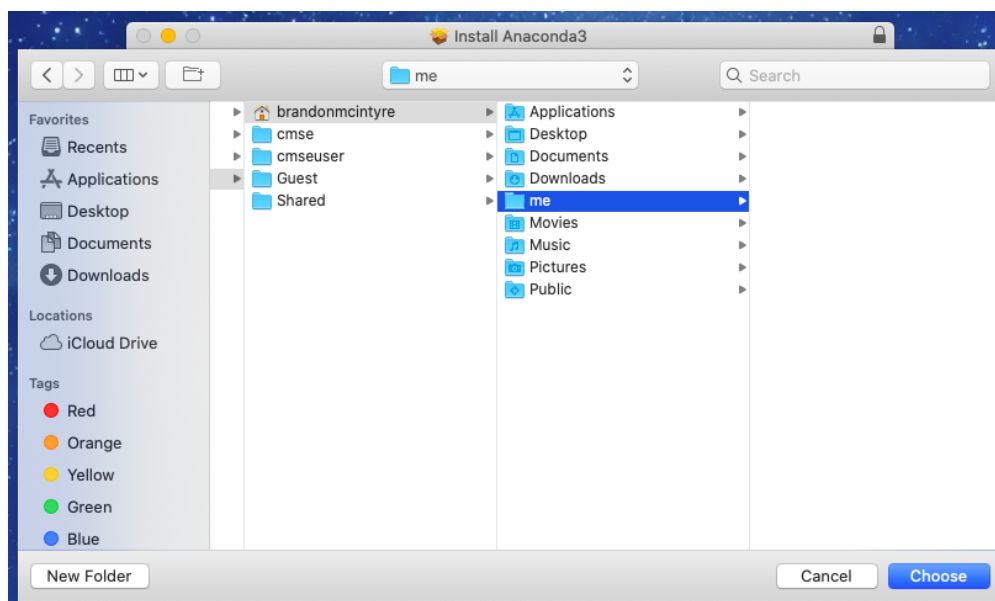 Install Anaconda3
me
Search
Favorites
Recents
Applications
Desktop
Documents
Downloads
Locations
iCloud Drive
Tags
Red
Orange
Yellow
Green
Blue
brandonmcintyre
cmse
cmseuser
Guest
Shared
Applications
Desktop
Documents
Downloads
me
Movies
Music
Pictures
Public
New Folder
Cancel
Choose